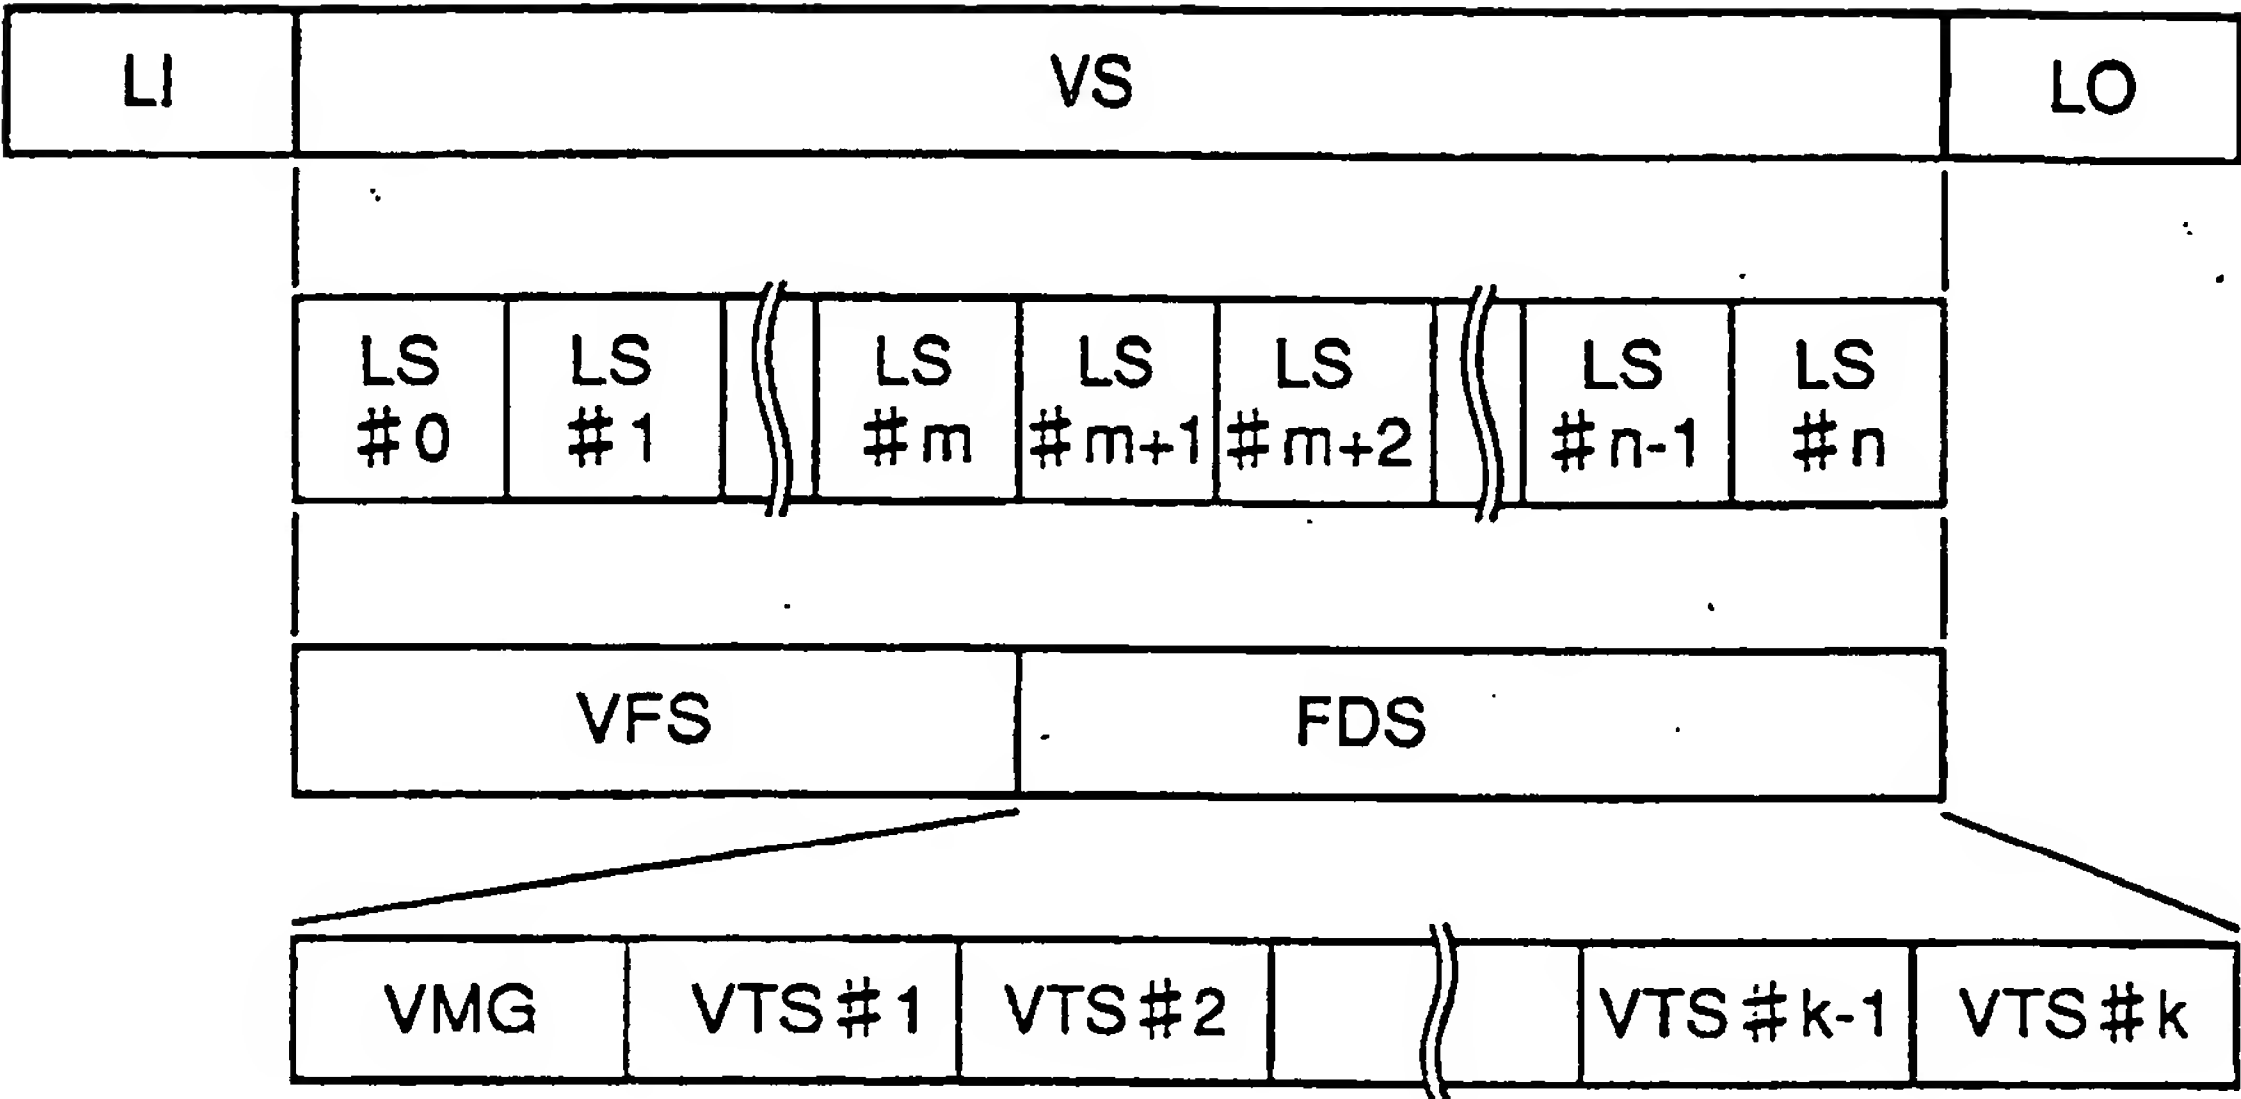 LI VS LO
LS LS LS LS LS LS LS
#0 #1 #m #m+1 #m+2 #n-1 #n
VFS FDS
VMG VTS#1 VTS#2 VTS#k-1 VTS#k